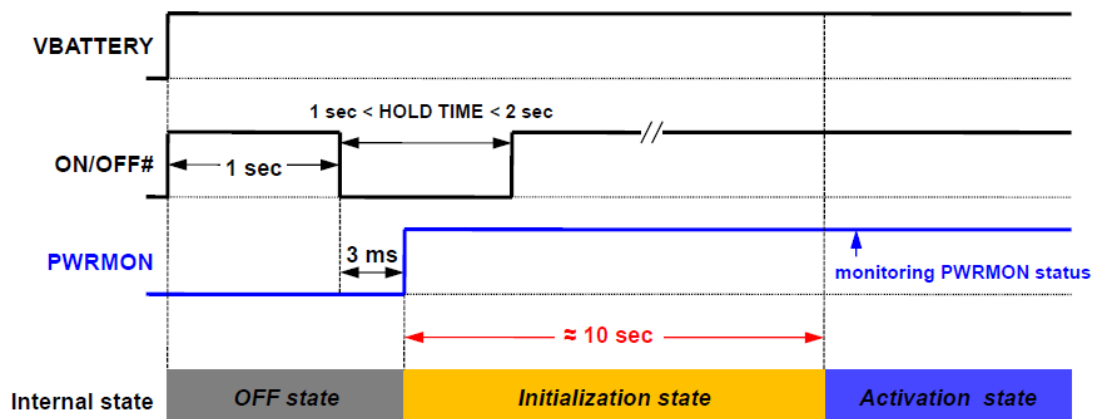 VBATTERY
1 sec < HOLD TIME < 2 sec
ON/OFF#
1 sec
PWRMON
3 ms
monitoring PWRMON status
≈ 10 sec
Internal state
OFF state
Initialization state
Activation state